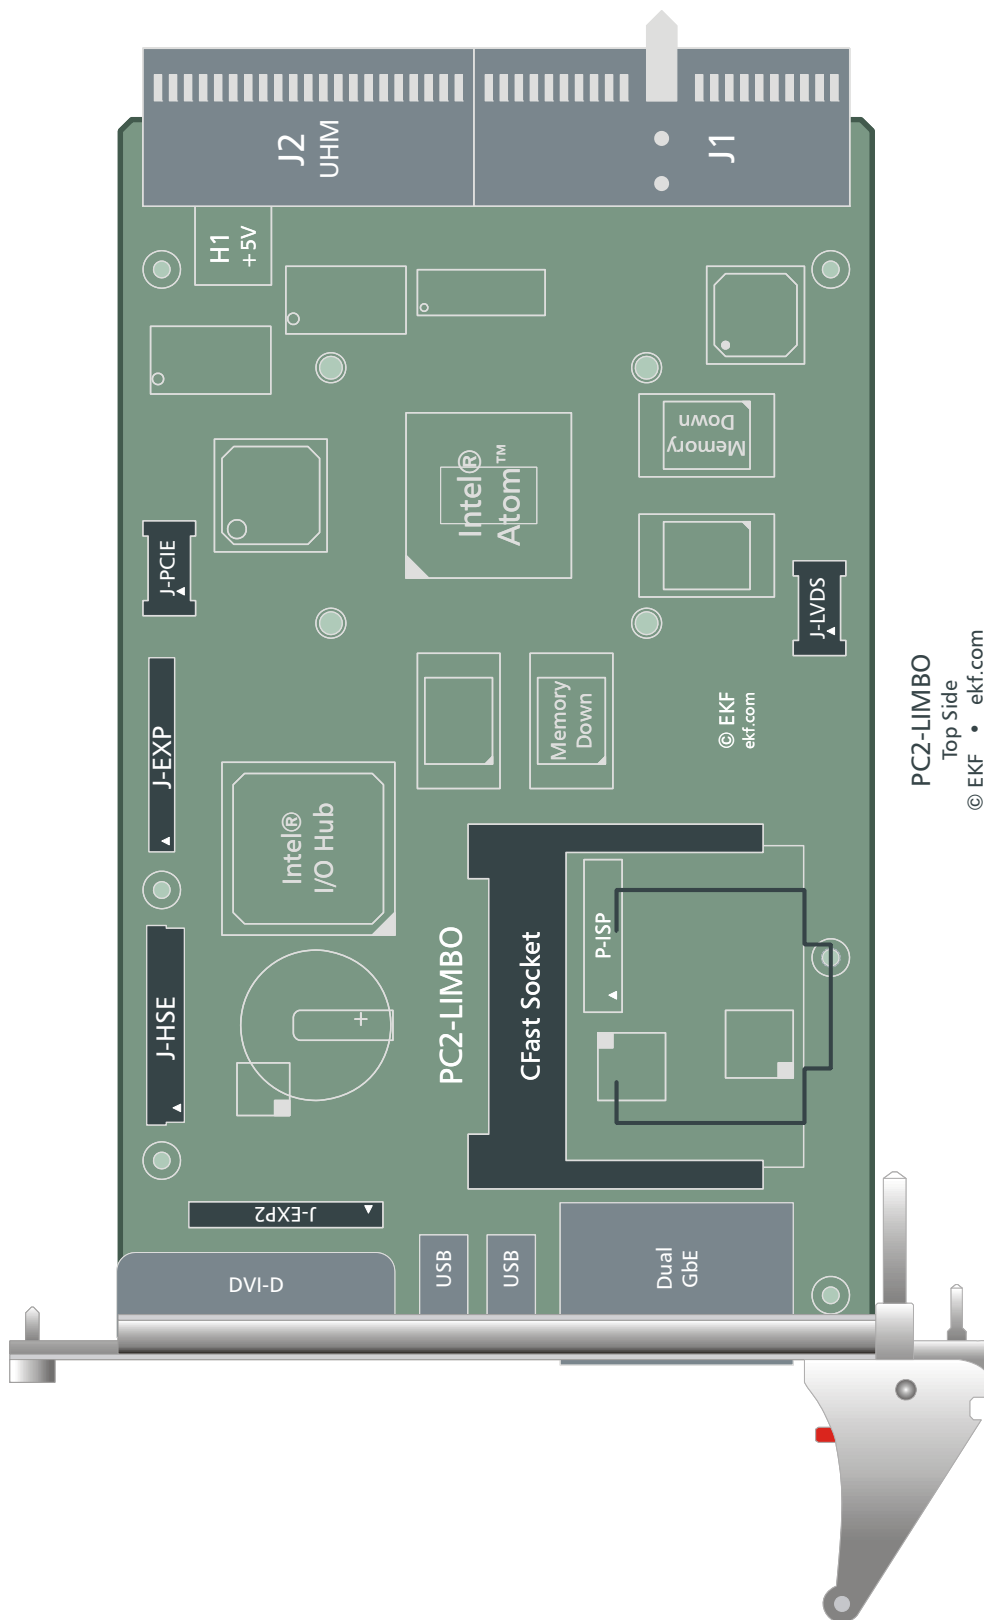 J2
UHM
J1
H1
+5V
Memory
Down
Intel®
Atom™
J-PCIE
J-LVDS
J-EXP
Memory
Down
© EKF
ekf.com
PC2-LIMBO
Top Side
© EKF • ekf.com
Intel®
I/O Hub
J-HSE
PC2-LIMBO
CFast Socket
P-ISP
+
J-EXP2
DVI-D
USB
USB
Dual
GbE